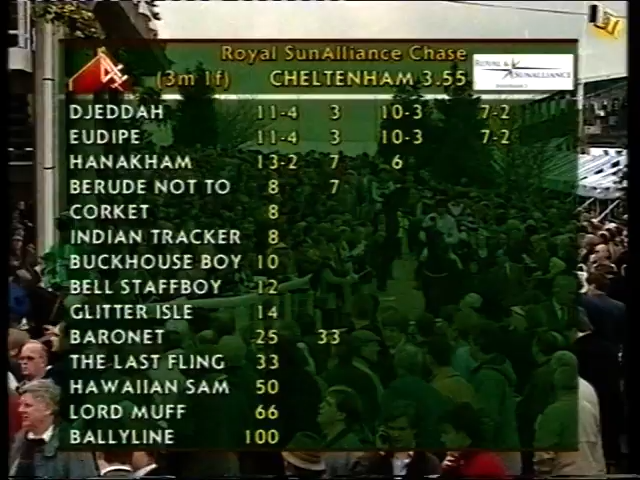 Royal SunAlliance Chase
4 (3m 1f) CHELTENHAM 3.55
ROYAL & SUNALLIANCE
DJEDDAH 11-4 3 10-3 7-2
EUDIPE 11-4 3 10-3 7-2
HANAKHAM 13-2 7 6
BERUDE NOT TO 8 7
CORKET 8
INDIAN TRACKER 8
BUCKHOUSE BOY 10
BELL STAFFBOY 12
GLITTER ISLE 14
BARONET 25 33
THE LAST FLING 33
HAWAIIAN SAM 50
LORD MUFF 66
BALLYLINE 100